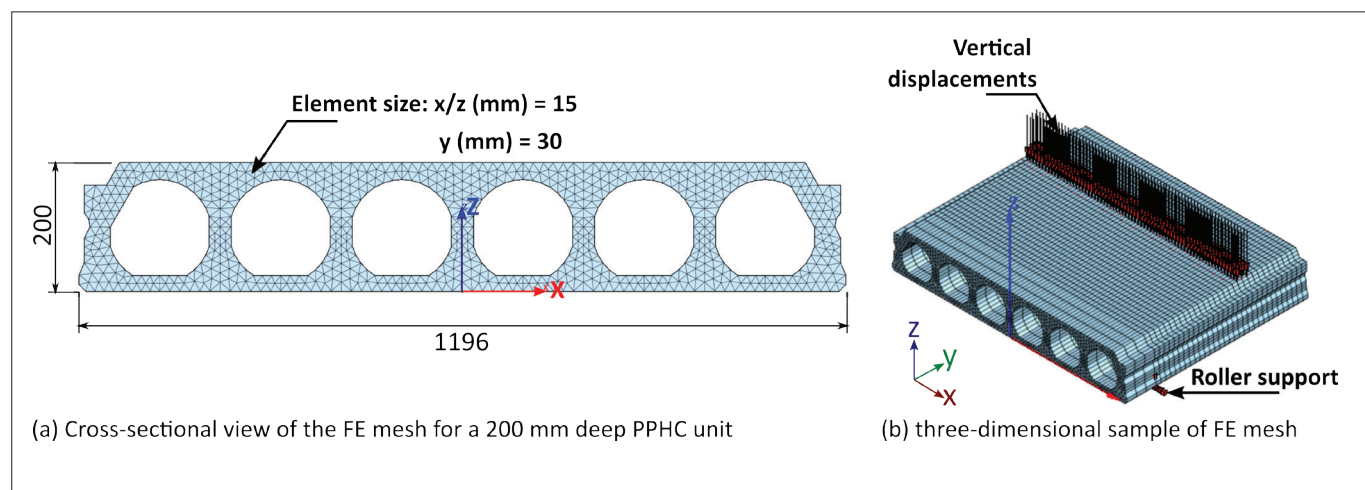 Element size: x/z (mm) = 15
y (mm) = 30
200
Z
X
1196
(a) Cross-sectional view of the FE mesh for a 200 mm deep PPHC unit
Vertical
displacements
z
z
y
x
Roller support
(b) three-dimensional sample of FE mesh